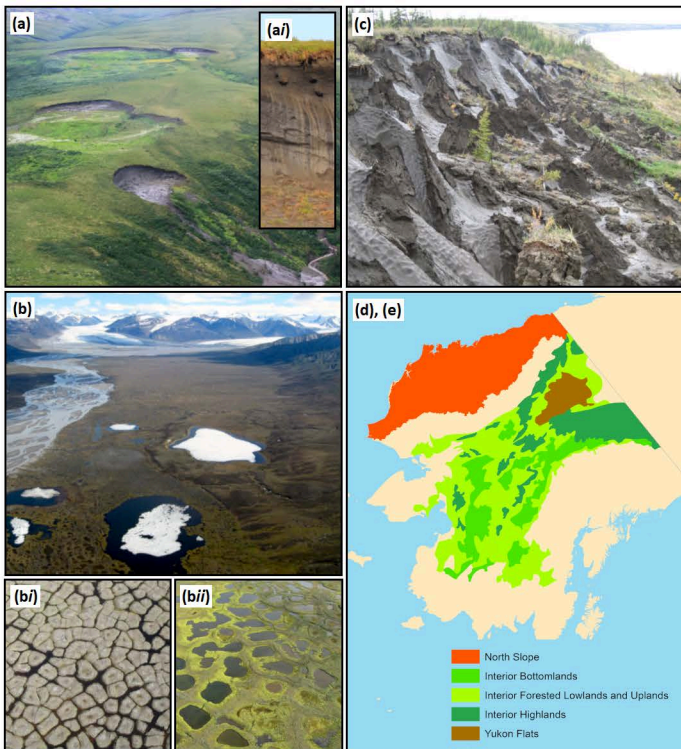 (a)
(ai)
(c)
(b)
(d), (e)
(bi)
(bii)
North Slope
Interior Bottomlands
Interior Forested Lowlands and Uplands
Interior Highlands
Yukon Flats